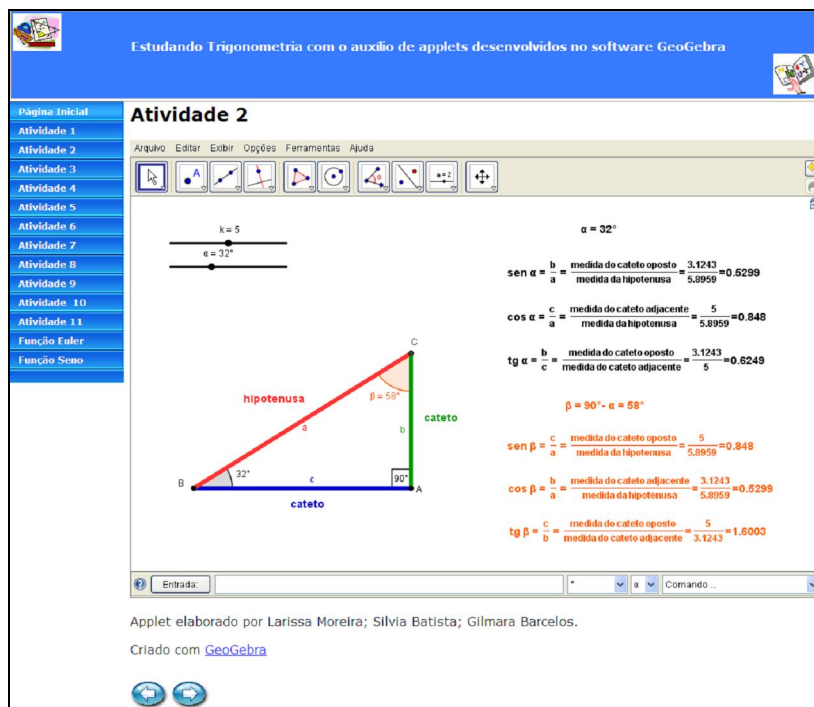 Estudando Trigonometria com o auxílio de applets desenvolvidos no software GeoGebra
Página Inicial
Atividade 1
Atividade 2
Atividade 3
Atividade 4
Atividade 5
Atividade 6
Atividade 7
Atividade 8
Atividade 9
Atividade 10
Atividade 11
Função Euler
Função Seno
Atividade 2
Arquivo Editar Exibir Opções Ferramentas Ajuda
A
α
a=2
k = 5
α = 32°
C
hipotenusa
β = 58°
a
b
cateto
B
32°
c
90°
A
cateto
α = 32°
sen α = b/a = medida do cateto oposto/medida da hipotenusa = 3.1243/5.8959 =0.5299
cos α = c/a = medida do cateto adjacente/medida da hipotenusa = 5/5.8959 =0.848
tg α = b/c = medida do cateto oposto/medida do cateto adjacente = 3.1243/5 =0.6249
β = 90°- α = 58°
sen β = c/a = medida do cateto oposto/medida da hipotenusa = 5/5.8959 =0.848
cos β = b/a = medida do cateto adjacente/medida da hipotenusa = 3.1243/5.8959 =0.5299
tg β = c/b = medida do cateto oposto/medida do cateto adjacente = 5/3.1243 =1.6003
Entrada: ° α Comando ...
Applet elaborado por Larissa Moreira; Silvia Batista; Gilmara Barcelos.
Criado com GeoGebra